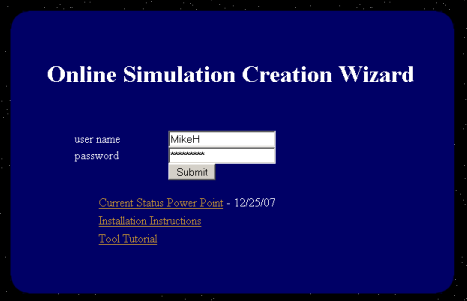 Online Simulation Creation Wizard
user name MikeH
password *********
Submit
Current Status Power Point - 12/25/07
Installation Instructions
Tool Tutorial